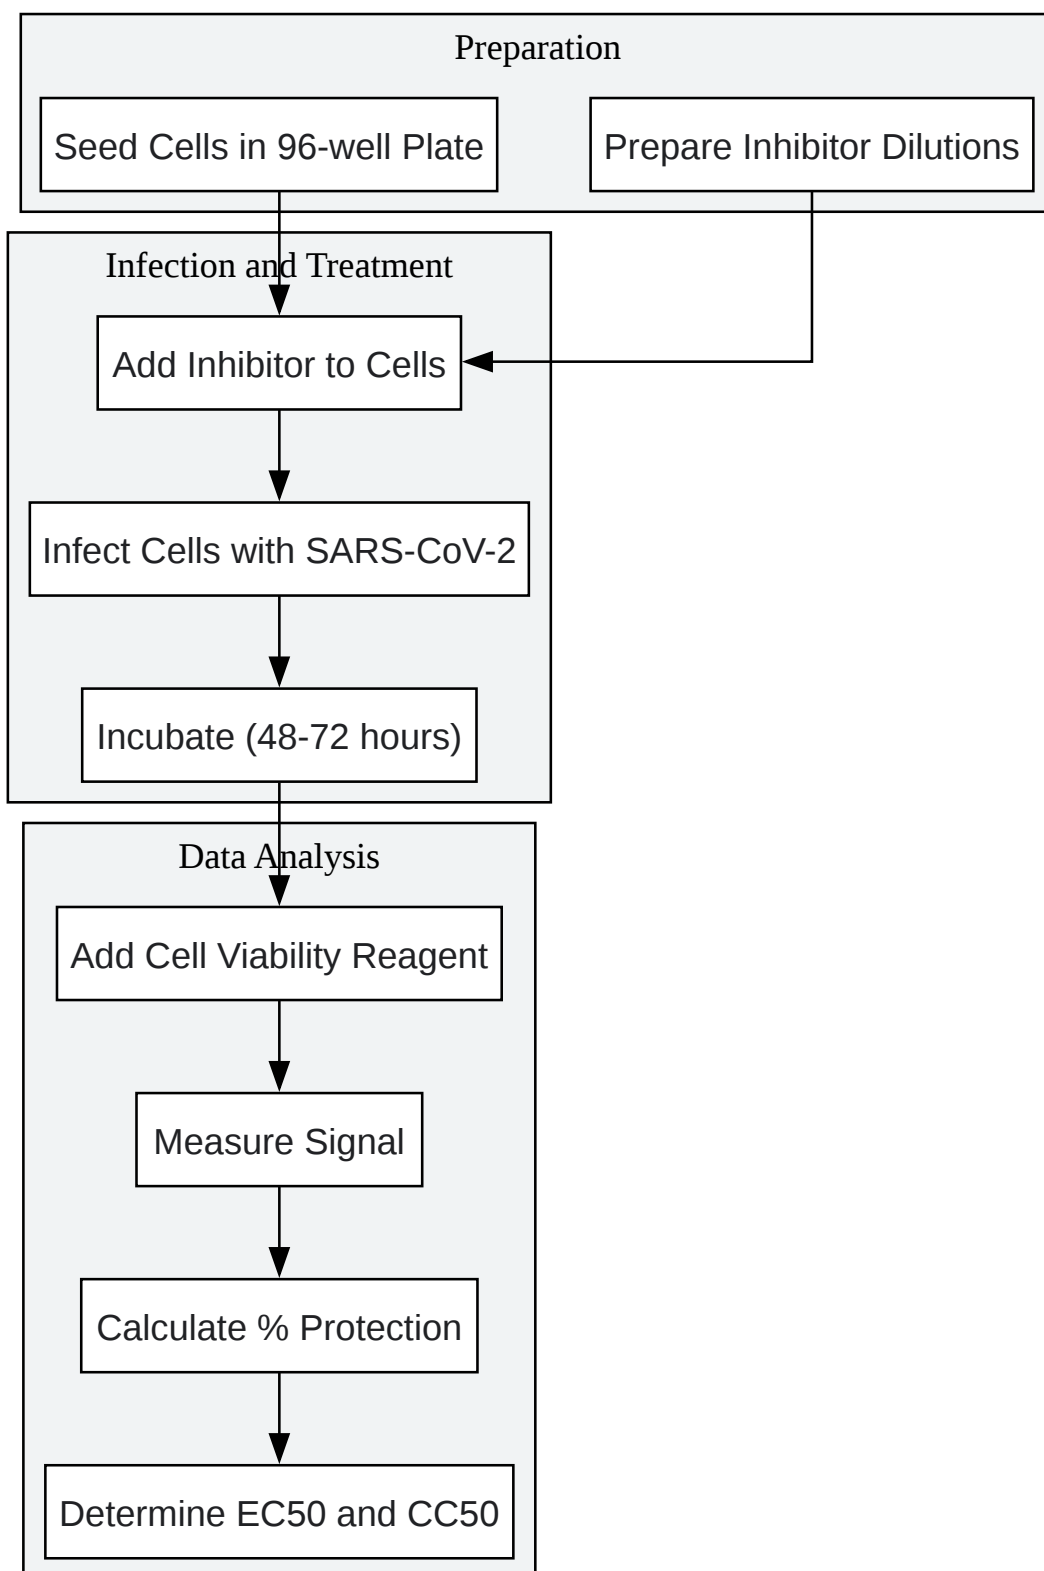 Preparation
Seed Cells in 96-well Plate
Prepare Inhibitor Dilutions
Infection and Treatment
Add Inhibitor to Cells
Infect Cells with SARS-CoV-2
Incubate (48-72 hours)
Data Analysis
Add Cell Viability Reagent
Measure Signal
Calculate % Protection
Determine EC50 and CC50